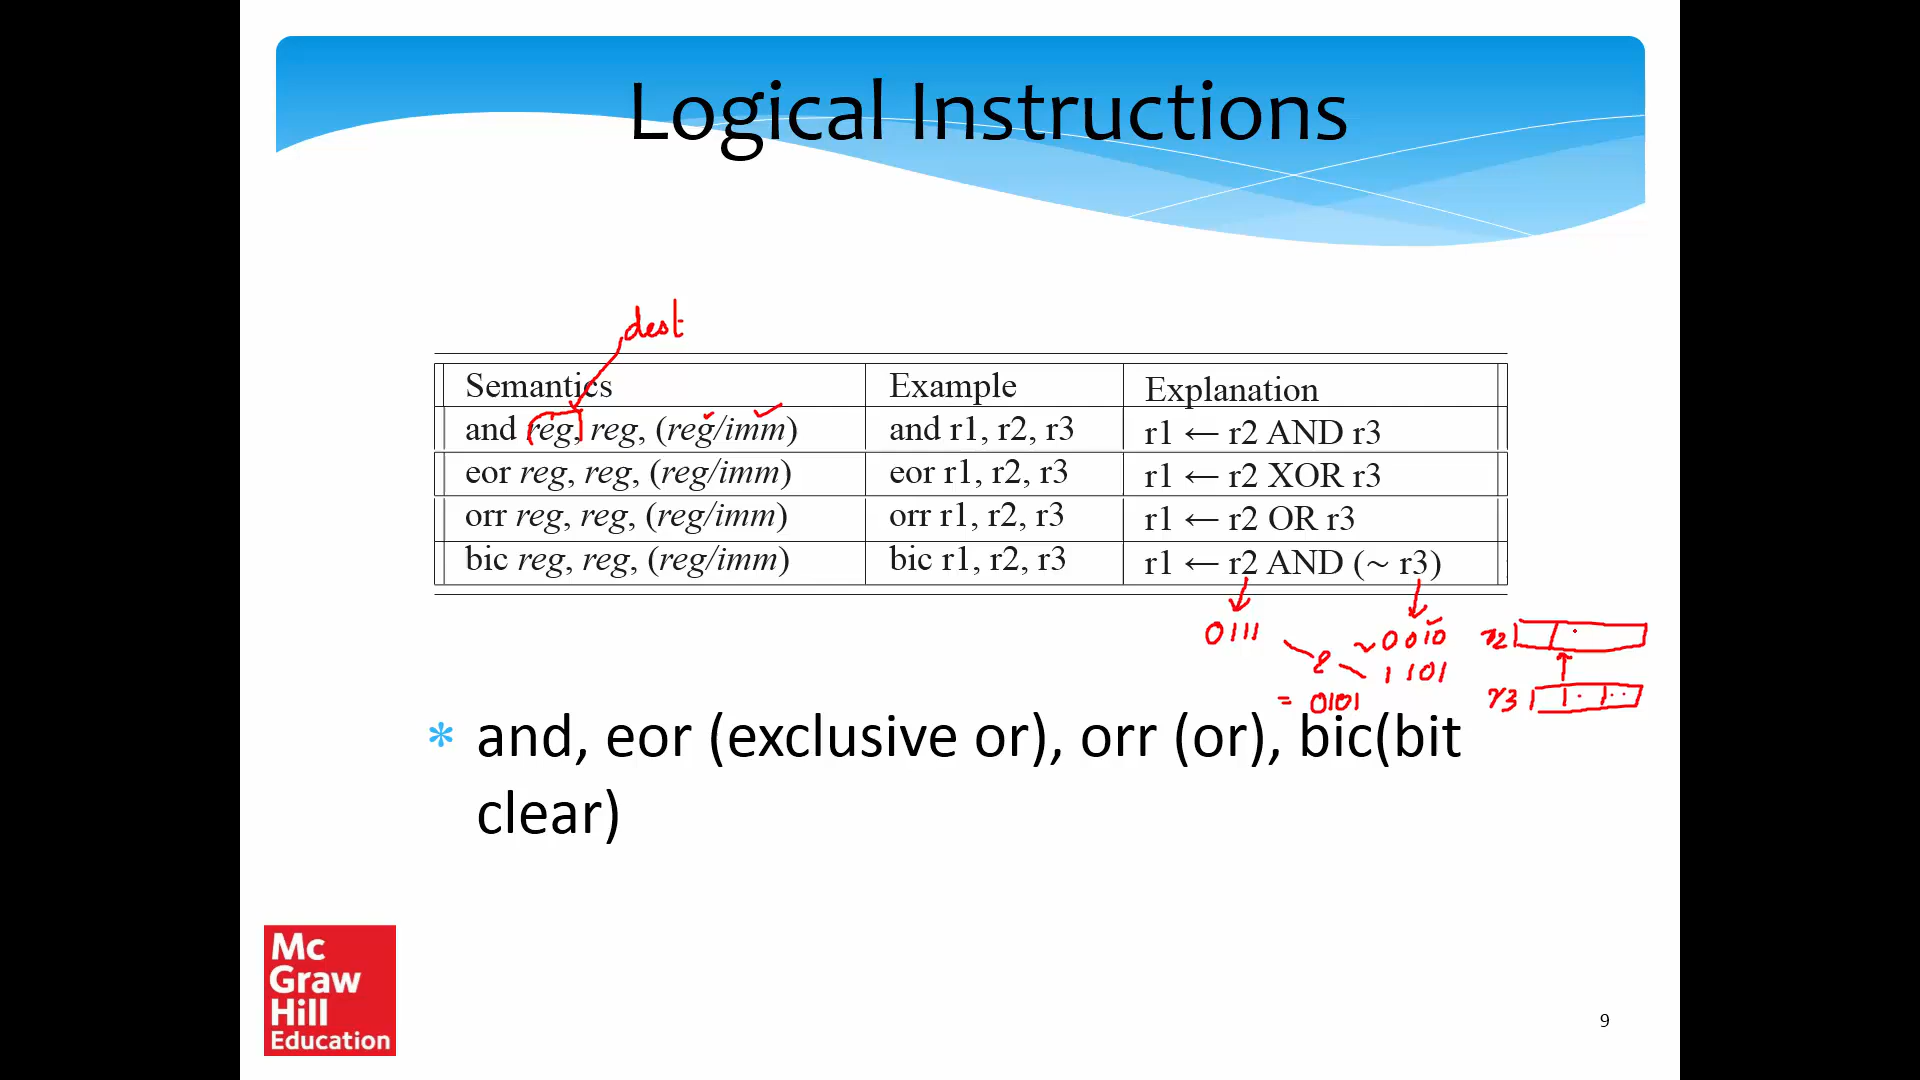 Logical Instructions
dest
Semantics Example Explanation
and reg, reg, (reg/imm) and r1, r2, r3 r1 ← r2 AND r3
eor reg, reg, (reg/imm) eor r1, r2, r3 r1 ← r2 XOR r3
orr reg, reg, (reg/imm) orr r1, r2, r3 r1 ← r2 OR r3
bic reg, reg, (reg/imm) bic r1, r2, r3 r1 ← r2 AND (~ r3)
0111 ~0010 r2
& 1101
= 0101 r3
* and, eor (exclusive or), orr (or), bic(bit
clear)
Mc
Graw
Hill
Education
9